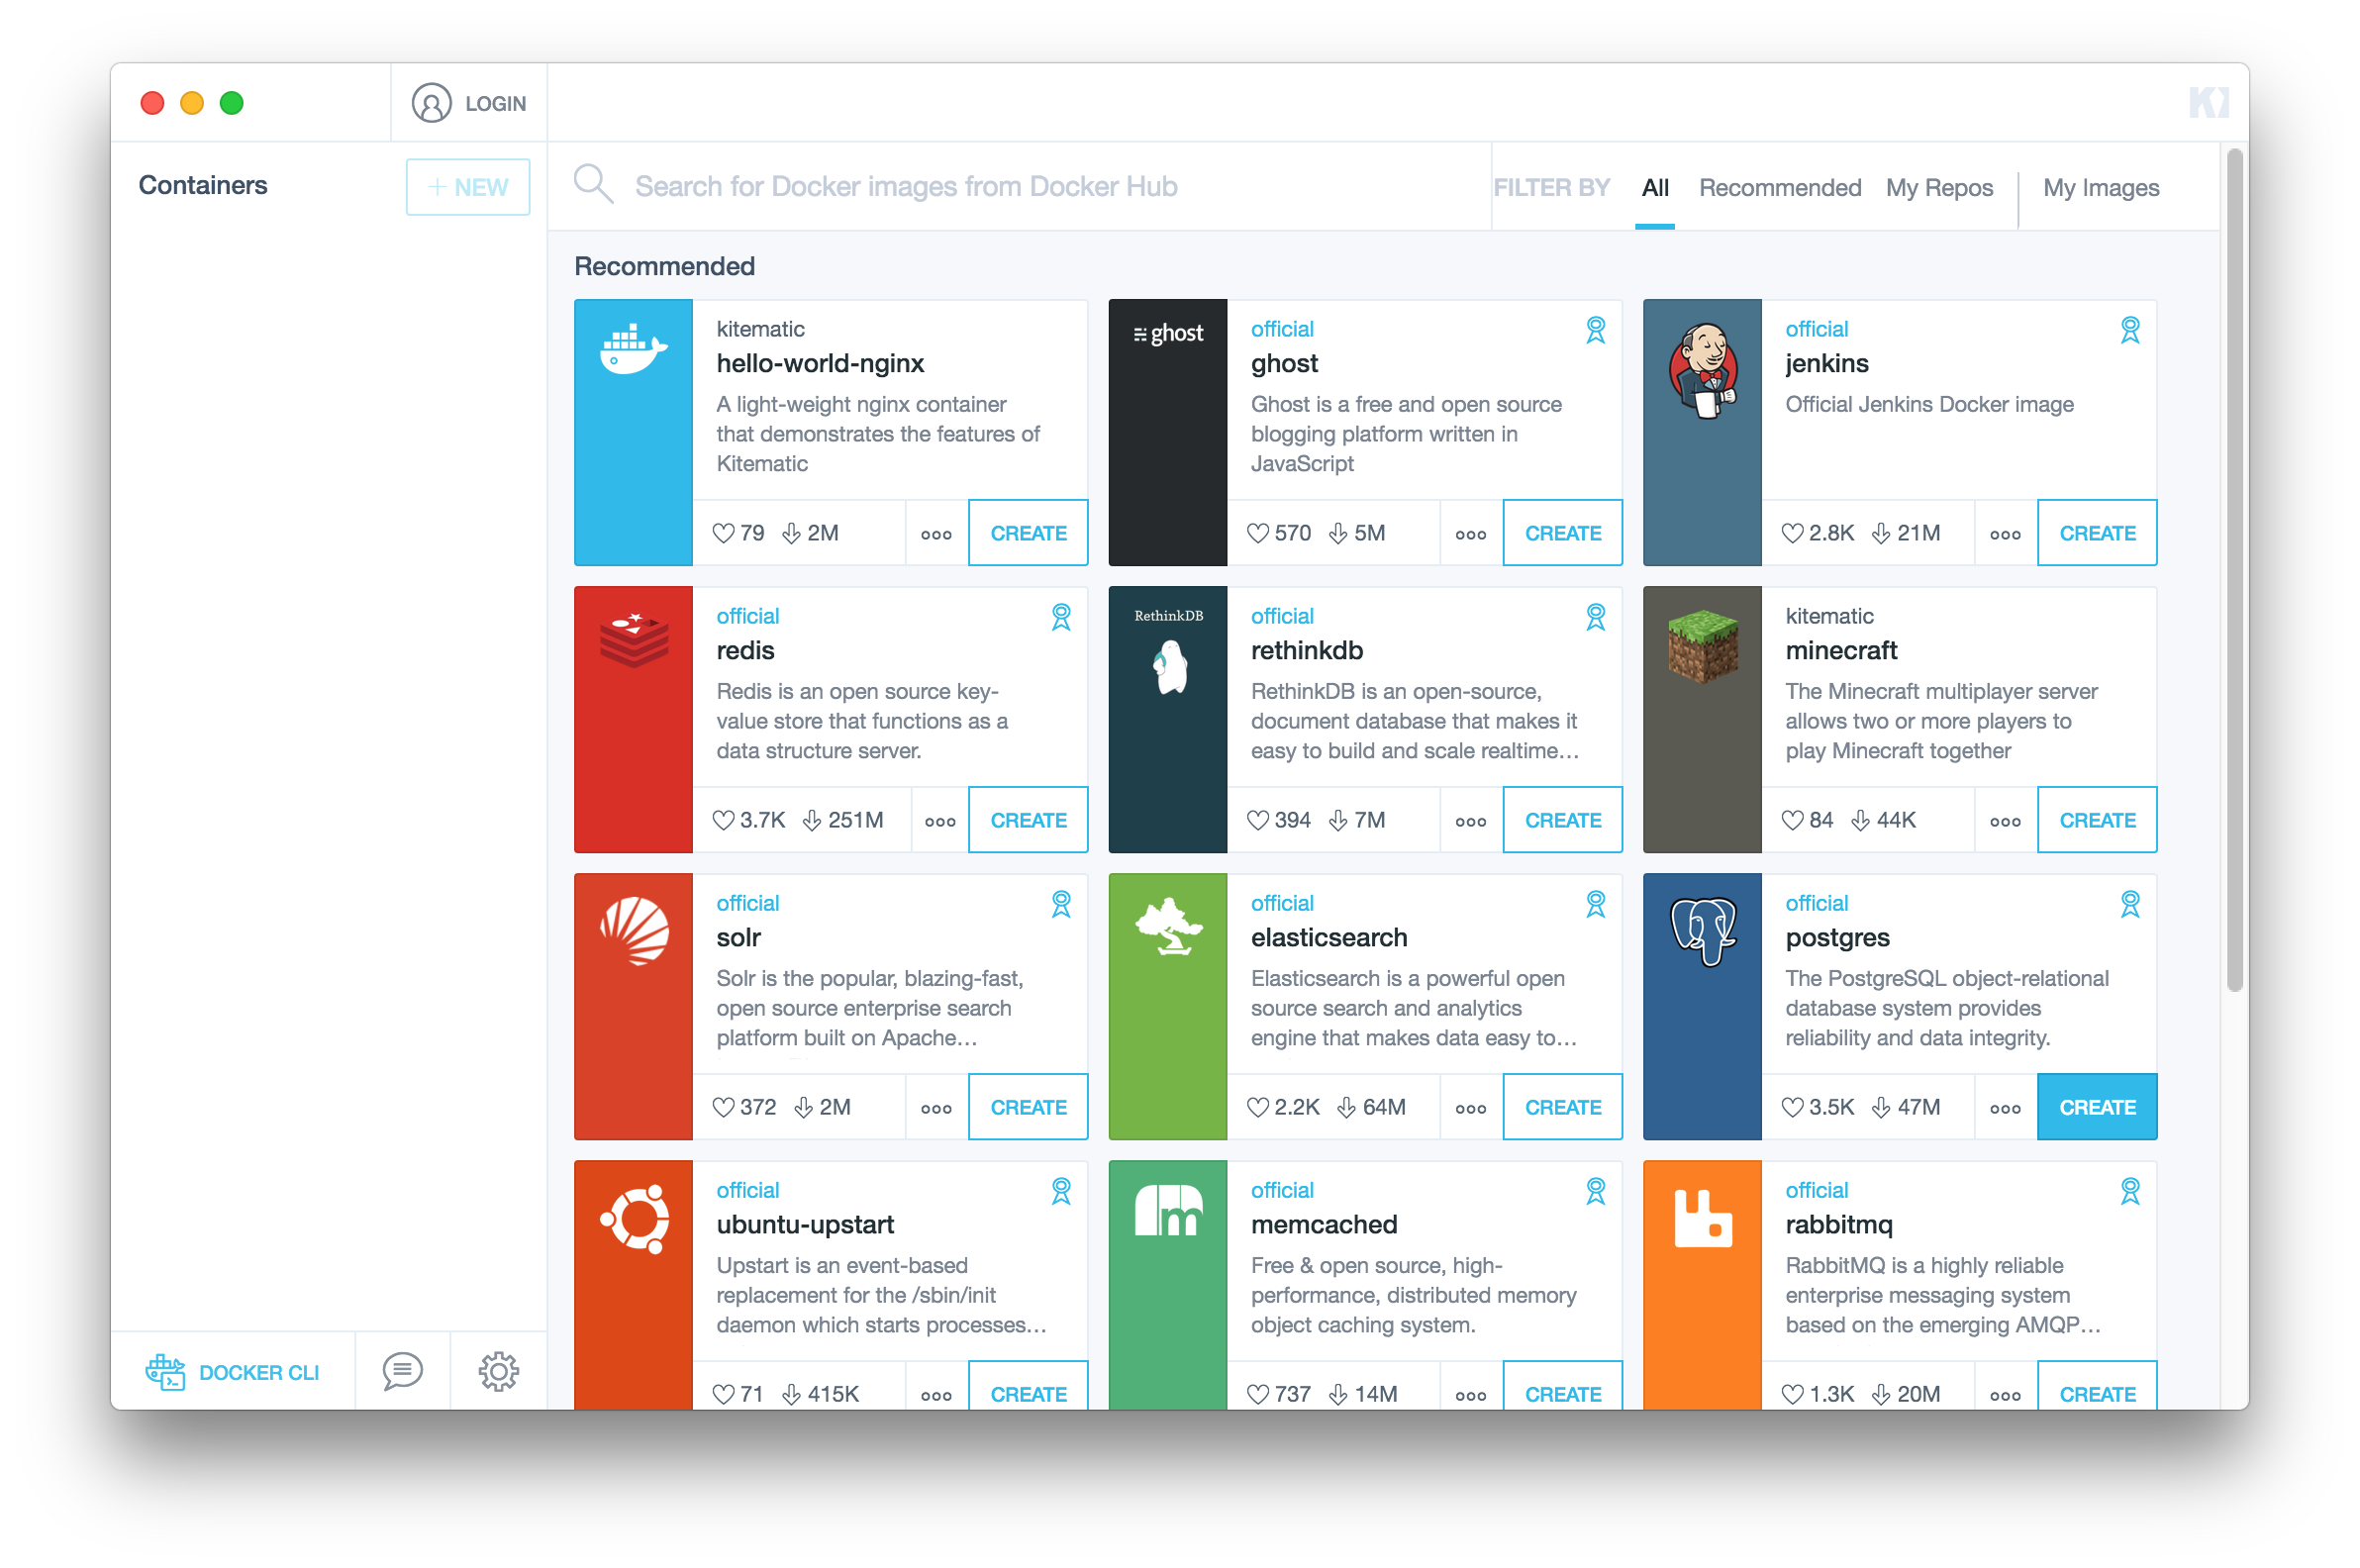 LOGIN
Containers
+ NEW
Search for Docker images from Docker Hub
FILTER BY All Recommended My Repos My Images
Recommended
kitematic
hello-world-nginx
A light-weight nginx container
that demonstrates the features of
Kitematic
79 2M CREATE
ghost
official
ghost
Ghost is a free and open source
blogging platform written in
JavaScript
570 5M CREATE
official
jenkins
Official Jenkins Docker image
2.8K 21M CREATE
official
redis
Redis is an open source key-
value store that functions as a
data structure server.
3.7K 251M CREATE
RethinkDB
official
rethinkdb
RethinkDB is an open-source,
document database that makes it
easy to build and scale realtime…
394 7M CREATE
kitematic
minecraft
The Minecraft multiplayer server
allows two or more players to
play Minecraft together
84 44K CREATE
official
solr
Solr is the popular, blazing-fast,
open source enterprise search
platform built on Apache…
372 2M CREATE
official
elasticsearch
Elasticsearch is a powerful open
source search and analytics
engine that makes data easy to…
2.2K 64M CREATE
official
postgres
The PostgreSQL object-relational
database system provides
reliability and data integrity.
3.5K 47M CREATE
official
ubuntu-upstart
Upstart is an event-based
replacement for the /sbin/init
daemon which starts processes…
71 415K CREATE
m
official
memcached
Free & open source, high-
performance, distributed memory
object caching system.
737 14M CREATE
official
rabbitmq
RabbitMQ is a highly reliable
enterprise messaging system
based on the emerging AMQP…
1.3K 20M CREATE
DOCKER CLI